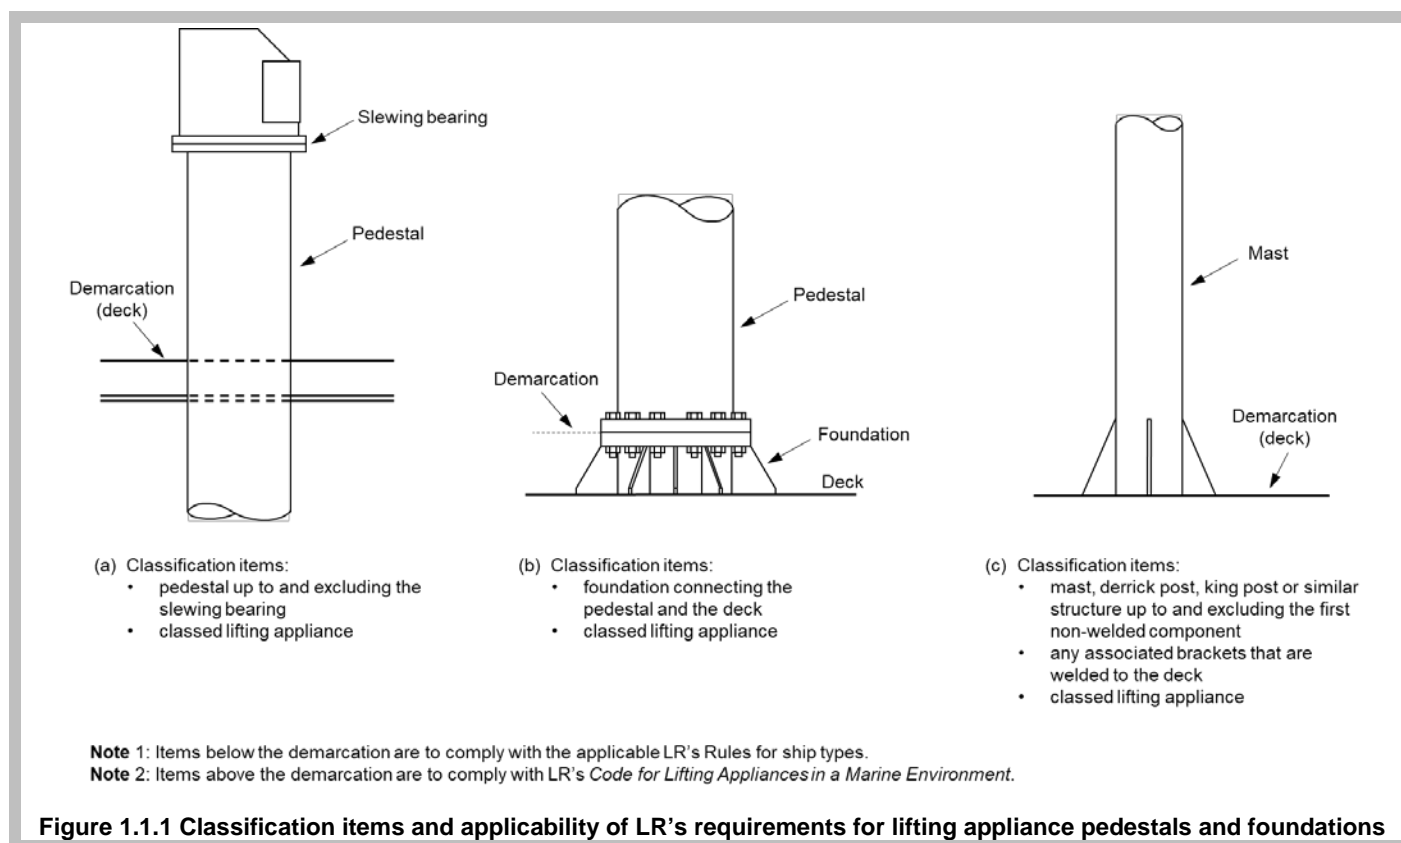 Slewing bearing
Pedestal
Demarcation
(deck)
Pedestal
Demarcation
Foundation
Deck
Mast
Demarcation
(deck)
(a) Classification items:
• pedestal up to and excluding the
slewing bearing
• classed lifting appliance
(b) Classification items:
• foundation connecting the
pedestal and the deck
• classed lifting appliance
(c) Classification items:
• mast, derrick post, king post or similar
structure up to and excluding the first
non-welded component
• any associated brackets that are
welded to the deck
• classed lifting appliance
Note 1: Items below the demarcation are to comply with the applicable LR's Rules for ship types.
Note 2: Items above the demarcation are to comply with LR's Code for Lifting Appliances in a Marine Environment.
Figure 1.1.1 Classification items and applicability of LR's requirements for lifting appliance pedestals and foundations